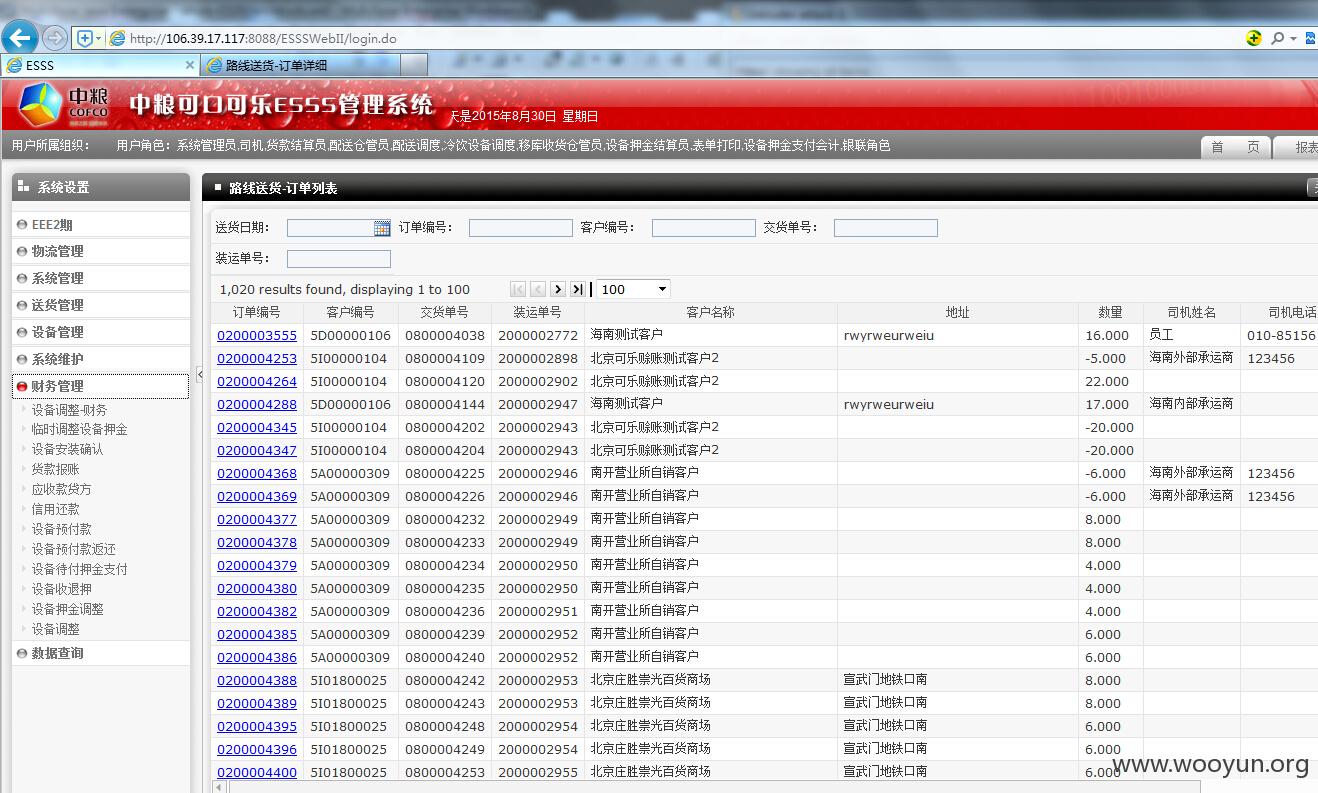 http://106.39.17.117:8088/ESSSWebII/login.do
ESSS
路线送货-订单详细
中粮
COFCO
中粮可口可乐ESSS管理系统
天是2015年8月30日 星期日
用户所属组织：
用户角色：系统管理员,司机,货款结算员,配送仓管员,配送调度,冷饮设备调度,移库收货仓管员,设备押金结算员,表单打印,设备押金支付会计,银联角色
首 页
报表
系统设置
EEE2期
物流管理
系统管理
送货管理
设备管理
系统维护
财务管理
设备调整-财务
临时调整设备押金
设备安装确认
货款报账
应收款贷方
信用还款
设备预付款
设备预付款返还
设备待付押金支付
设备收退押
设备押金调整
设备调整
数据查询
路线送货-订单列表
送货日期： 订单编号： 客户编号： 交货单号：
装运单号：
1,020 results found, displaying 1 to 100 100
订单编号 客户编号 交货单号 装运单号 客户名称 地址 数量 司机姓名 司机电话
0200003555 5D00000106 0800004038 2000002772 海南测试客户 rwyrweurweiu 16.000 员工 010-85156
0200004253 5I00000104 0800004109 2000002898 北京可乐赊账测试客户2 -5.000 海南外部承运商 123456
0200004264 5I00000104 0800004120 2000002902 北京可乐赊账测试客户2 22.000
0200004288 5D00000106 0800004144 2000002947 海南测试客户 rwyrweurweiu 17.000 海南内部承运商
0200004345 5I00000104 0800004202 2000002943 北京可乐赊账测试客户2 -20.000
0200004347 5I00000104 0800004204 2000002943 北京可乐赊账测试客户2 -20.000
0200004368 5A00000309 0800004225 2000002946 南开营业所自销客户 -6.000 海南外部承运商 123456
0200004369 5A00000309 0800004226 2000002946 南开营业所自销客户 -6.000 海南外部承运商 123456
0200004377 5A00000309 0800004232 2000002949 南开营业所自销客户 8.000
0200004378 5A00000309 0800004233 2000002949 南开营业所自销客户 8.000
0200004379 5A00000309 0800004234 2000002950 南开营业所自销客户 4.000
0200004380 5A00000309 0800004235 2000002950 南开营业所自销客户 4.000
0200004382 5A00000309 0800004236 2000002951 南开营业所自销客户 4.000
0200004385 5A00000309 0800004239 2000002952 南开营业所自销客户 6.000
0200004386 5A00000309 0800004240 2000002952 南开营业所自销客户 6.000
0200004388 5I01800025 0800004242 2000002953 北京庄胜崇光百货商场 宣武门地铁口南 8.000
0200004389 5I01800025 0800004243 2000002953 北京庄胜崇光百货商场 宣武门地铁口南 8.000
0200004395 5I01800025 0800004248 2000002954 北京庄胜崇光百货商场 宣武门地铁口南 6.000
0200004396 5I01800025 0800004249 2000002954 北京庄胜崇光百货商场 宣武门地铁口南 6.000
0200004400 5I01800025 0800004253 2000002955 北京庄胜崇光百货商场 宣武门地铁口南 6.000
www.wooyun.org